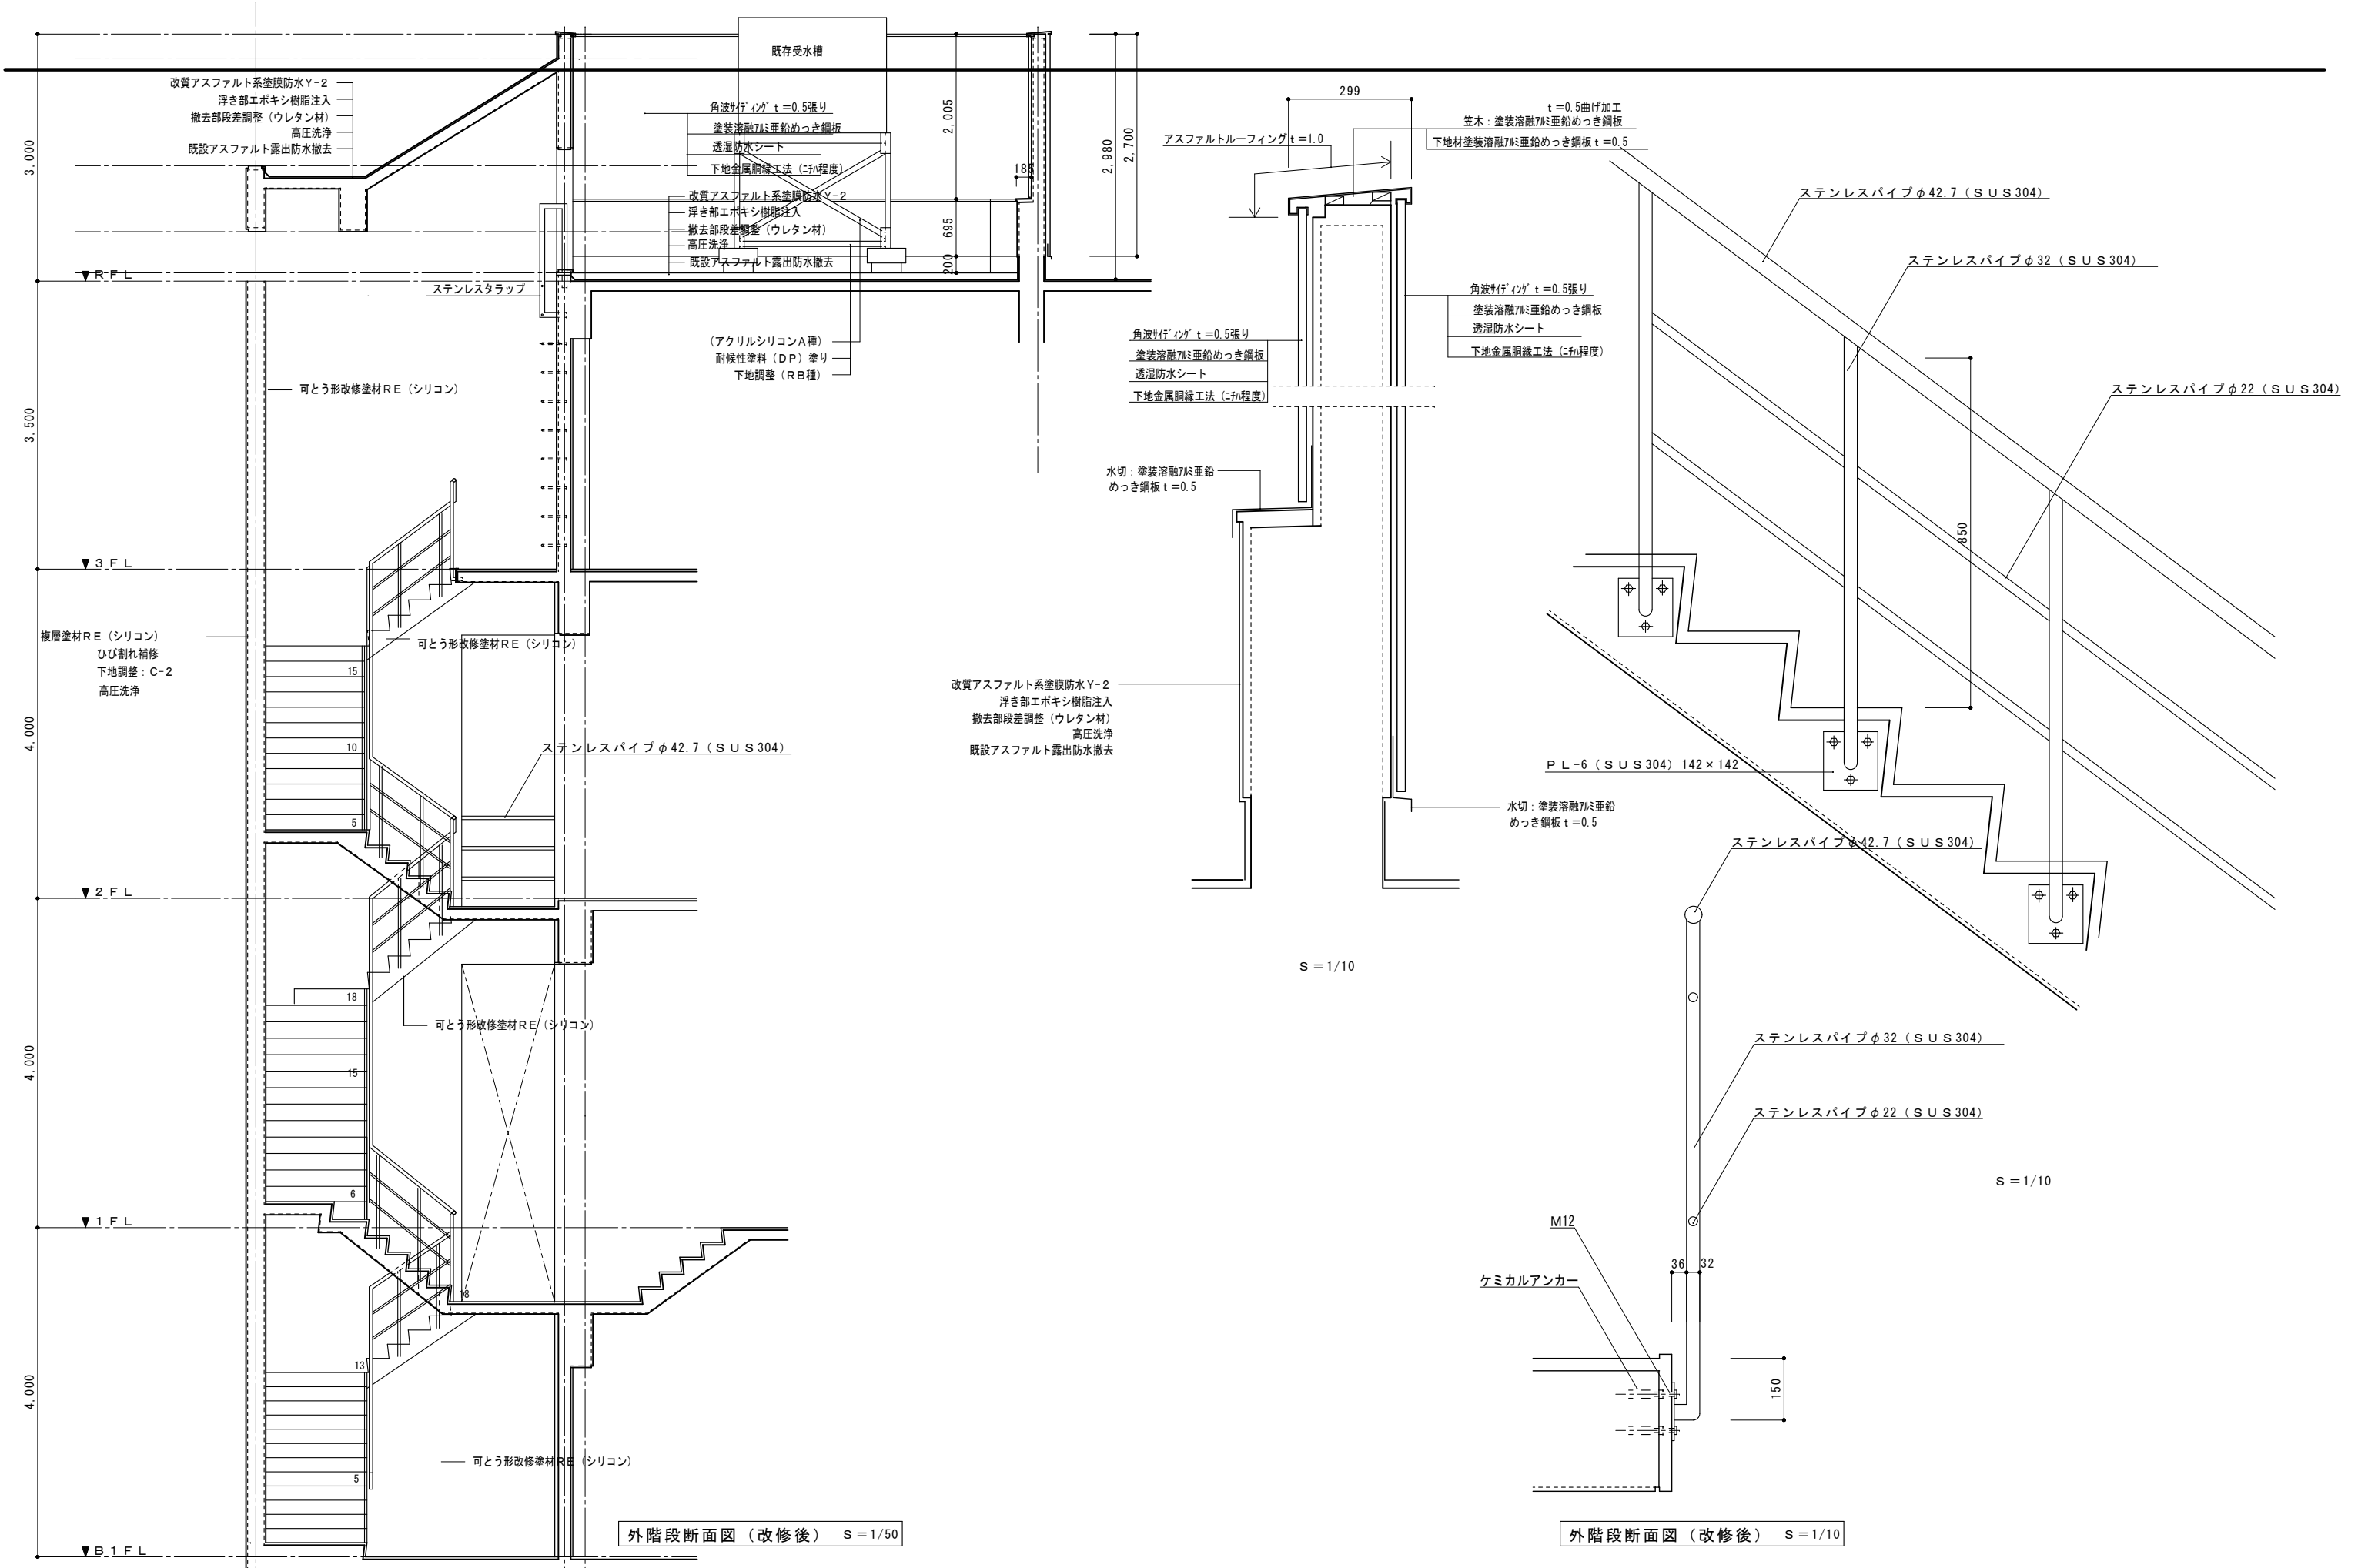 既存受水槽
改質アスファルト系塗膜防水Y-2
浮き部エポキシ樹脂注入
撤去部段差調整（ウレタン材）
高圧洗浄
既設アスファルト露出防水撤去
角波ｻｲﾃﾞｨﾝｸﾞｔ=0.5張り
塗装溶融ｱﾙﾐ亜鉛めっき鋼板
透湿防水シート
下地金属胴縁工法（ﾆﾁﾊ程度）
改質アスファルト系塗膜防水Y-2
浮き部エポキシ樹脂注入
撤去部段差調整（ウレタン材）
高圧洗浄
既設アスファルト露出防水撤去
2,005
695
200
185
2,980
2,700
3,000
3,500
4,000
4,000
4,000
▼RFL
▼3FL
▼2FL
▼1FL
▼B1FL
ステンレスタラップ
（アクリルシリコンA種）
耐候性塗料（DP）塗り
下地調整（RB種）
可とう形改修塗材RE（シリコン）
複層塗材RE（シリコン）
ひび割れ補修
下地調整：C-2
高圧洗浄
可とう形改修塗材RE（シリコン）
15
10
5
ステンレスパイプφ42.7（SUS304）
18
15
6
可とう形改修塗材RE（シリコン）
18
13
5
可とう形改修塗材RE（シリコン）
外階段断面図（改修後） S=1/50
299
アスファルトルーフィングｔ=1.0
ｔ=0.5曲げ加工
笠木：塗装溶融ｱﾙﾐ亜鉛めっき鋼板
下地材塗装溶融ｱﾙﾐ亜鉛めっき鋼板ｔ=0.5
角波ｻｲﾃﾞｨﾝｸﾞｔ=0.5張り
塗装溶融ｱﾙﾐ亜鉛めっき鋼板
透湿防水シート
下地金属胴縁工法（ﾆﾁﾊ程度）
角波ｻｲﾃﾞｨﾝｸﾞｔ=0.5張り
塗装溶融ｱﾙﾐ亜鉛めっき鋼板
透湿防水シート
下地金属胴縁工法（ﾆﾁﾊ程度）
水切：塗装溶融ｱﾙﾐ亜鉛
めっき鋼板ｔ=0.5
改質アスファルト系塗膜防水Y-2
浮き部エポキシ樹脂注入
撤去部段差調整（ウレタン材）
高圧洗浄
既設アスファルト露出防水撤去
水切：塗装溶融ｱﾙﾐ亜鉛
めっき鋼板ｔ=0.5
S=1/10
ステンレスパイプφ42.7（SUS304）
ステンレスパイプφ32（SUS304）
ステンレスパイプφ22（SUS304）
850
PL-6（SUS304）142×142
ステンレスパイプφ42.7（SUS304）
ステンレスパイプφ32（SUS304）
ステンレスパイプφ22（SUS304）
S=1/10
M12
ケミカルアンカー
36
32
150
外階段断面図（改修後） S=1/10